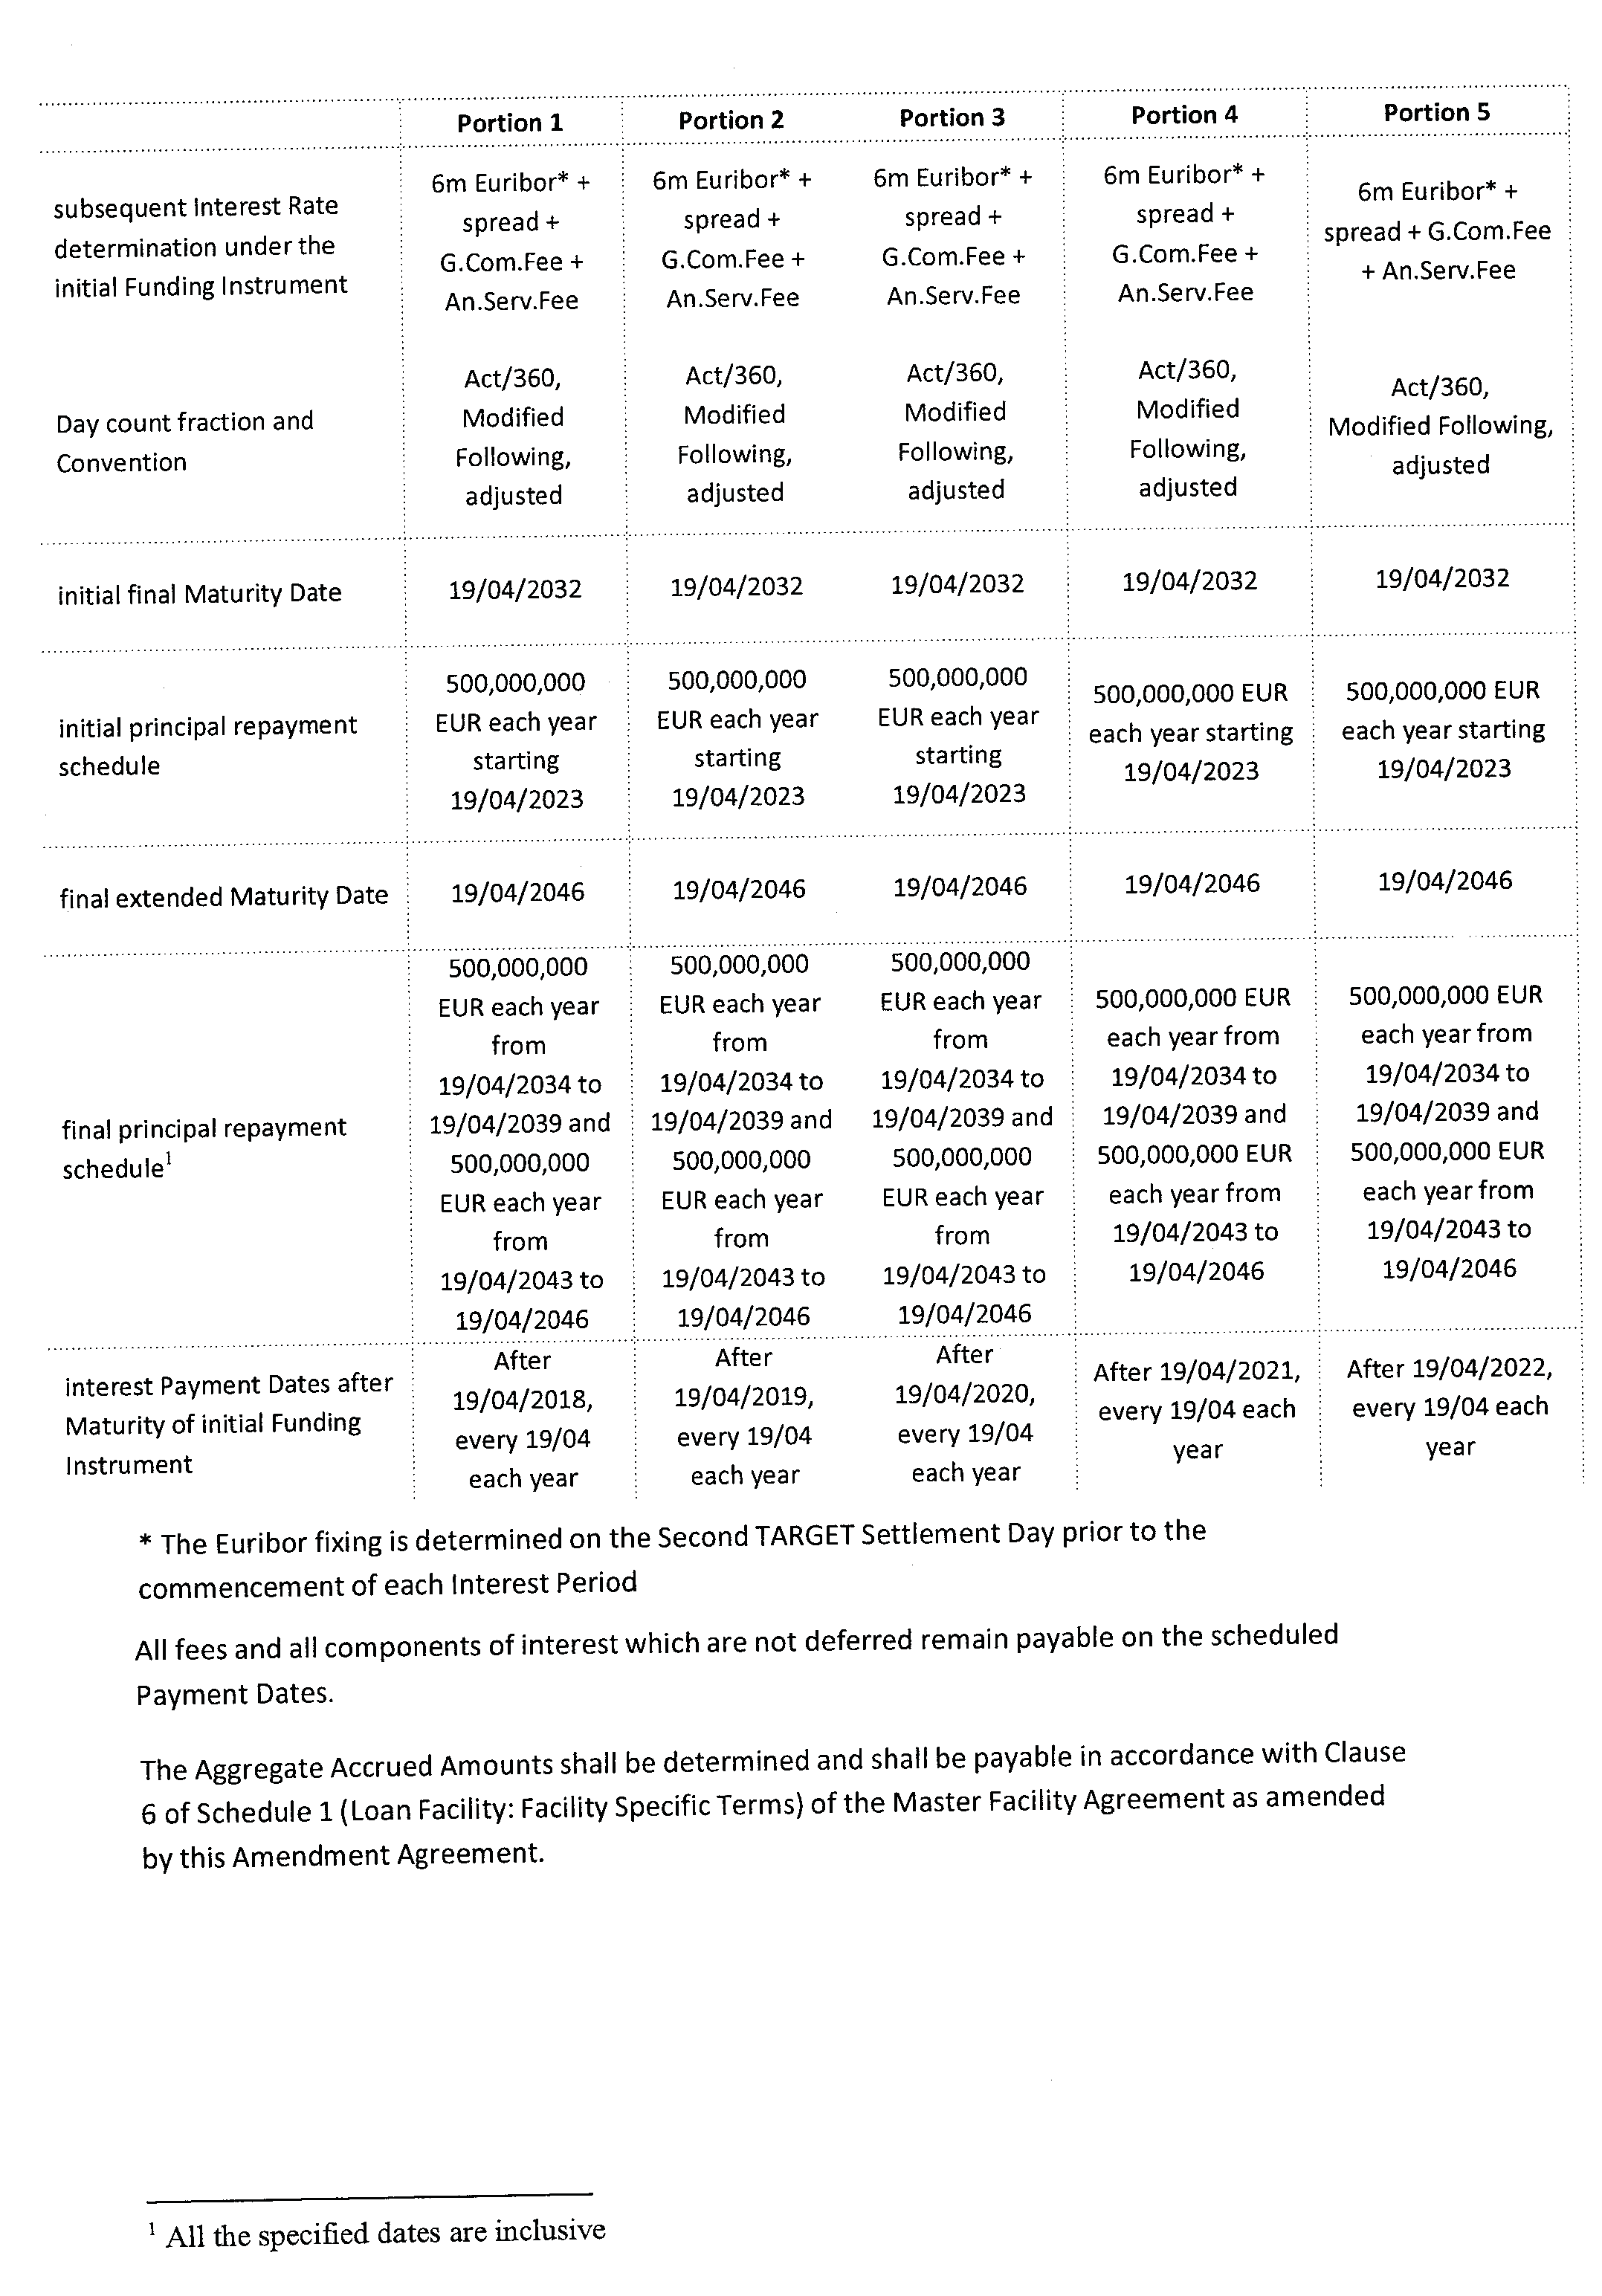 Portion 1 Portion 2 Portion 3 Portion 4 Portion 5
subsequent Interest Rate
determination under the
initial Funding Instrument
6m Euribor* +
spread +
G.Com.Fee +
An.Serv.Fee
6m Euribor* +
spread +
G.Com.Fee +
An.Serv.Fee
6m Euribor* +
spread +
G.Com.Fee +
An.Serv.Fee
6m Euribor* +
spread +
G.Com.Fee +
An.Serv.Fee
6m Euribor* +
spread + G.Com.Fee
+ An.Serv.Fee
Day count fraction and
Convention
Act/360,
Modified
Following,
adjusted
Act/360,
Modified
Following,
adjusted
Act/360,
Modified
Following,
adjusted
Act/360,
Modified
Following,
adjusted
Act/360,
Modified Following,
adjusted
initial final Maturity Date
19/04/2032
19/04/2032
19/04/2032
19/04/2032
19/04/2032
initial principal repayment
schedule
500,000,000
EUR each year
starting
19/04/2023
500,000,000
EUR each year
starting
19/04/2023
500,000,000
EUR each year
starting
19/04/2023
500,000,000 EUR
each year starting
19/04/2023
500,000,000 EUR
each year starting
19/04/2023
final extended Maturity Date
19/04/2046
19/04/2046
19/04/2046
19/04/2046
19/04/2046
final principal repayment
schedule¹
500,000,000
EUR each year
from
19/04/2034 to
19/04/2039 and
500,000,000
EUR each year
from
19/04/2043 to
19/04/2046
500,000,000
EUR each year
from
19/04/2034 to
19/04/2039 and
500,000,000
EUR each year
from
19/04/2043 to
19/04/2046
500,000,000
EUR each year
from
19/04/2034 to
19/04/2039 and
500,000,000
EUR each year
from
19/04/2043 to
19/04/2046
500,000,000 EUR
each year from
19/04/2034 to
19/04/2039 and
500,000,000 EUR
each year from
19/04/2043 to
19/04/2046
500,000,000 EUR
each year from
19/04/2034 to
19/04/2039 and
500,000,000 EUR
each year from
19/04/2043 to
19/04/2046
interest Payment Dates after
Maturity of initial Funding
Instrument
After
19/04/2018,
every 19/04
each year
After
19/04/2019,
every 19/04
each year
After
19/04/2020,
every 19/04
each year
After 19/04/2021,
every 19/04 each
year
After 19/04/2022,
every 19/04 each
year
* The Euribor fixing is determined on the Second TARGET Settlement Day prior to the
commencement of each Interest Period
All fees and all components of interest which are not deferred remain payable on the scheduled
Payment Dates.
The Aggregate Accrued Amounts shall be determined and shall be payable in accordance with Clause
6 of Schedule 1 (Loan Facility: Facility Specific Terms) of the Master Facility Agreement as amended
by this Amendment Agreement.
¹ All the specified dates are inclusive